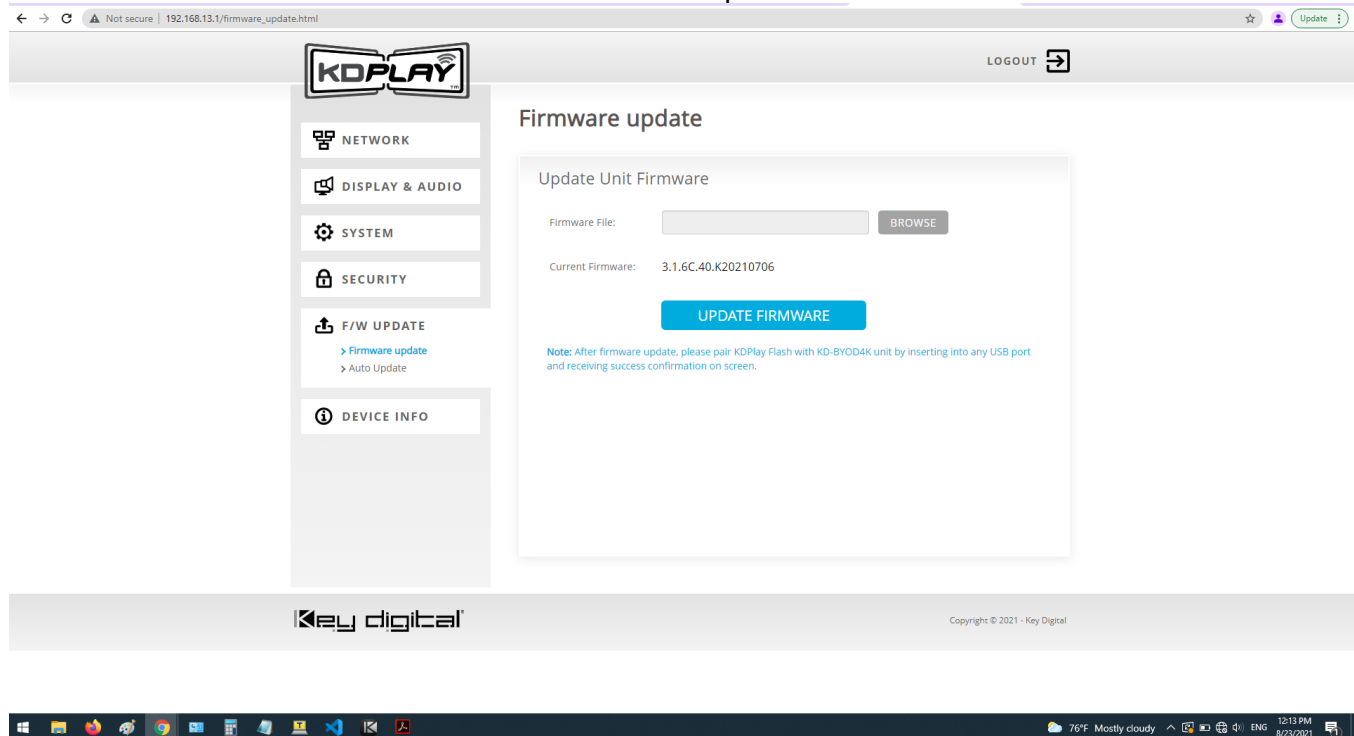 Not secure | 192.168.13.1/firmware_update.html
Update
KDPLAY TM
LOGOUT
NETWORK
DISPLAY & AUDIO
SYSTEM
SECURITY
F/W UPDATE
> Firmware update
> Auto Update
DEVICE INFO
Firmware update
Update Unit Firmware
Firmware File:
BROWSE
Current Firmware: 3.1.6C.40.K20210706
UPDATE FIRMWARE
Note: After firmware update, please pair KDPlay Flash with KD-BYOD4K unit by inserting into any USB port
and receiving success confirmation on screen.
Key digital
Copyright © 2021 - Key Digital
76°F Mostly cloudy
ENG
12:13 PM
8/23/2021